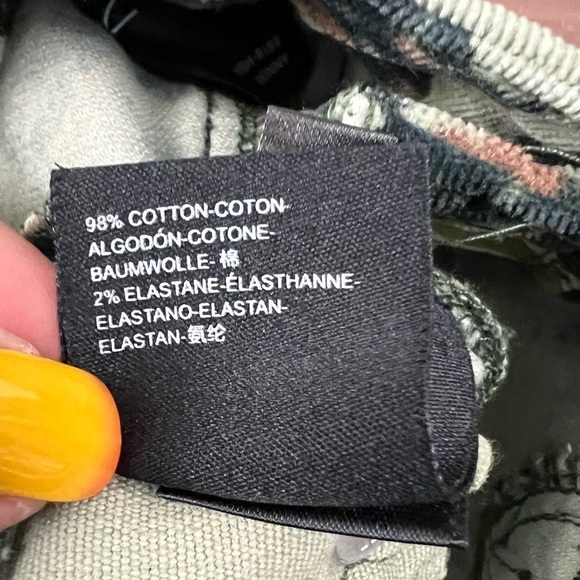 98% COTTON-COTON-
ALGODÓN-COTONE-
BAUMWOLLE- 棉
2% ELASTANE-ÉLASTHANNE-
ELASTANO-ELASTAN-
ELASTAN-氨纶